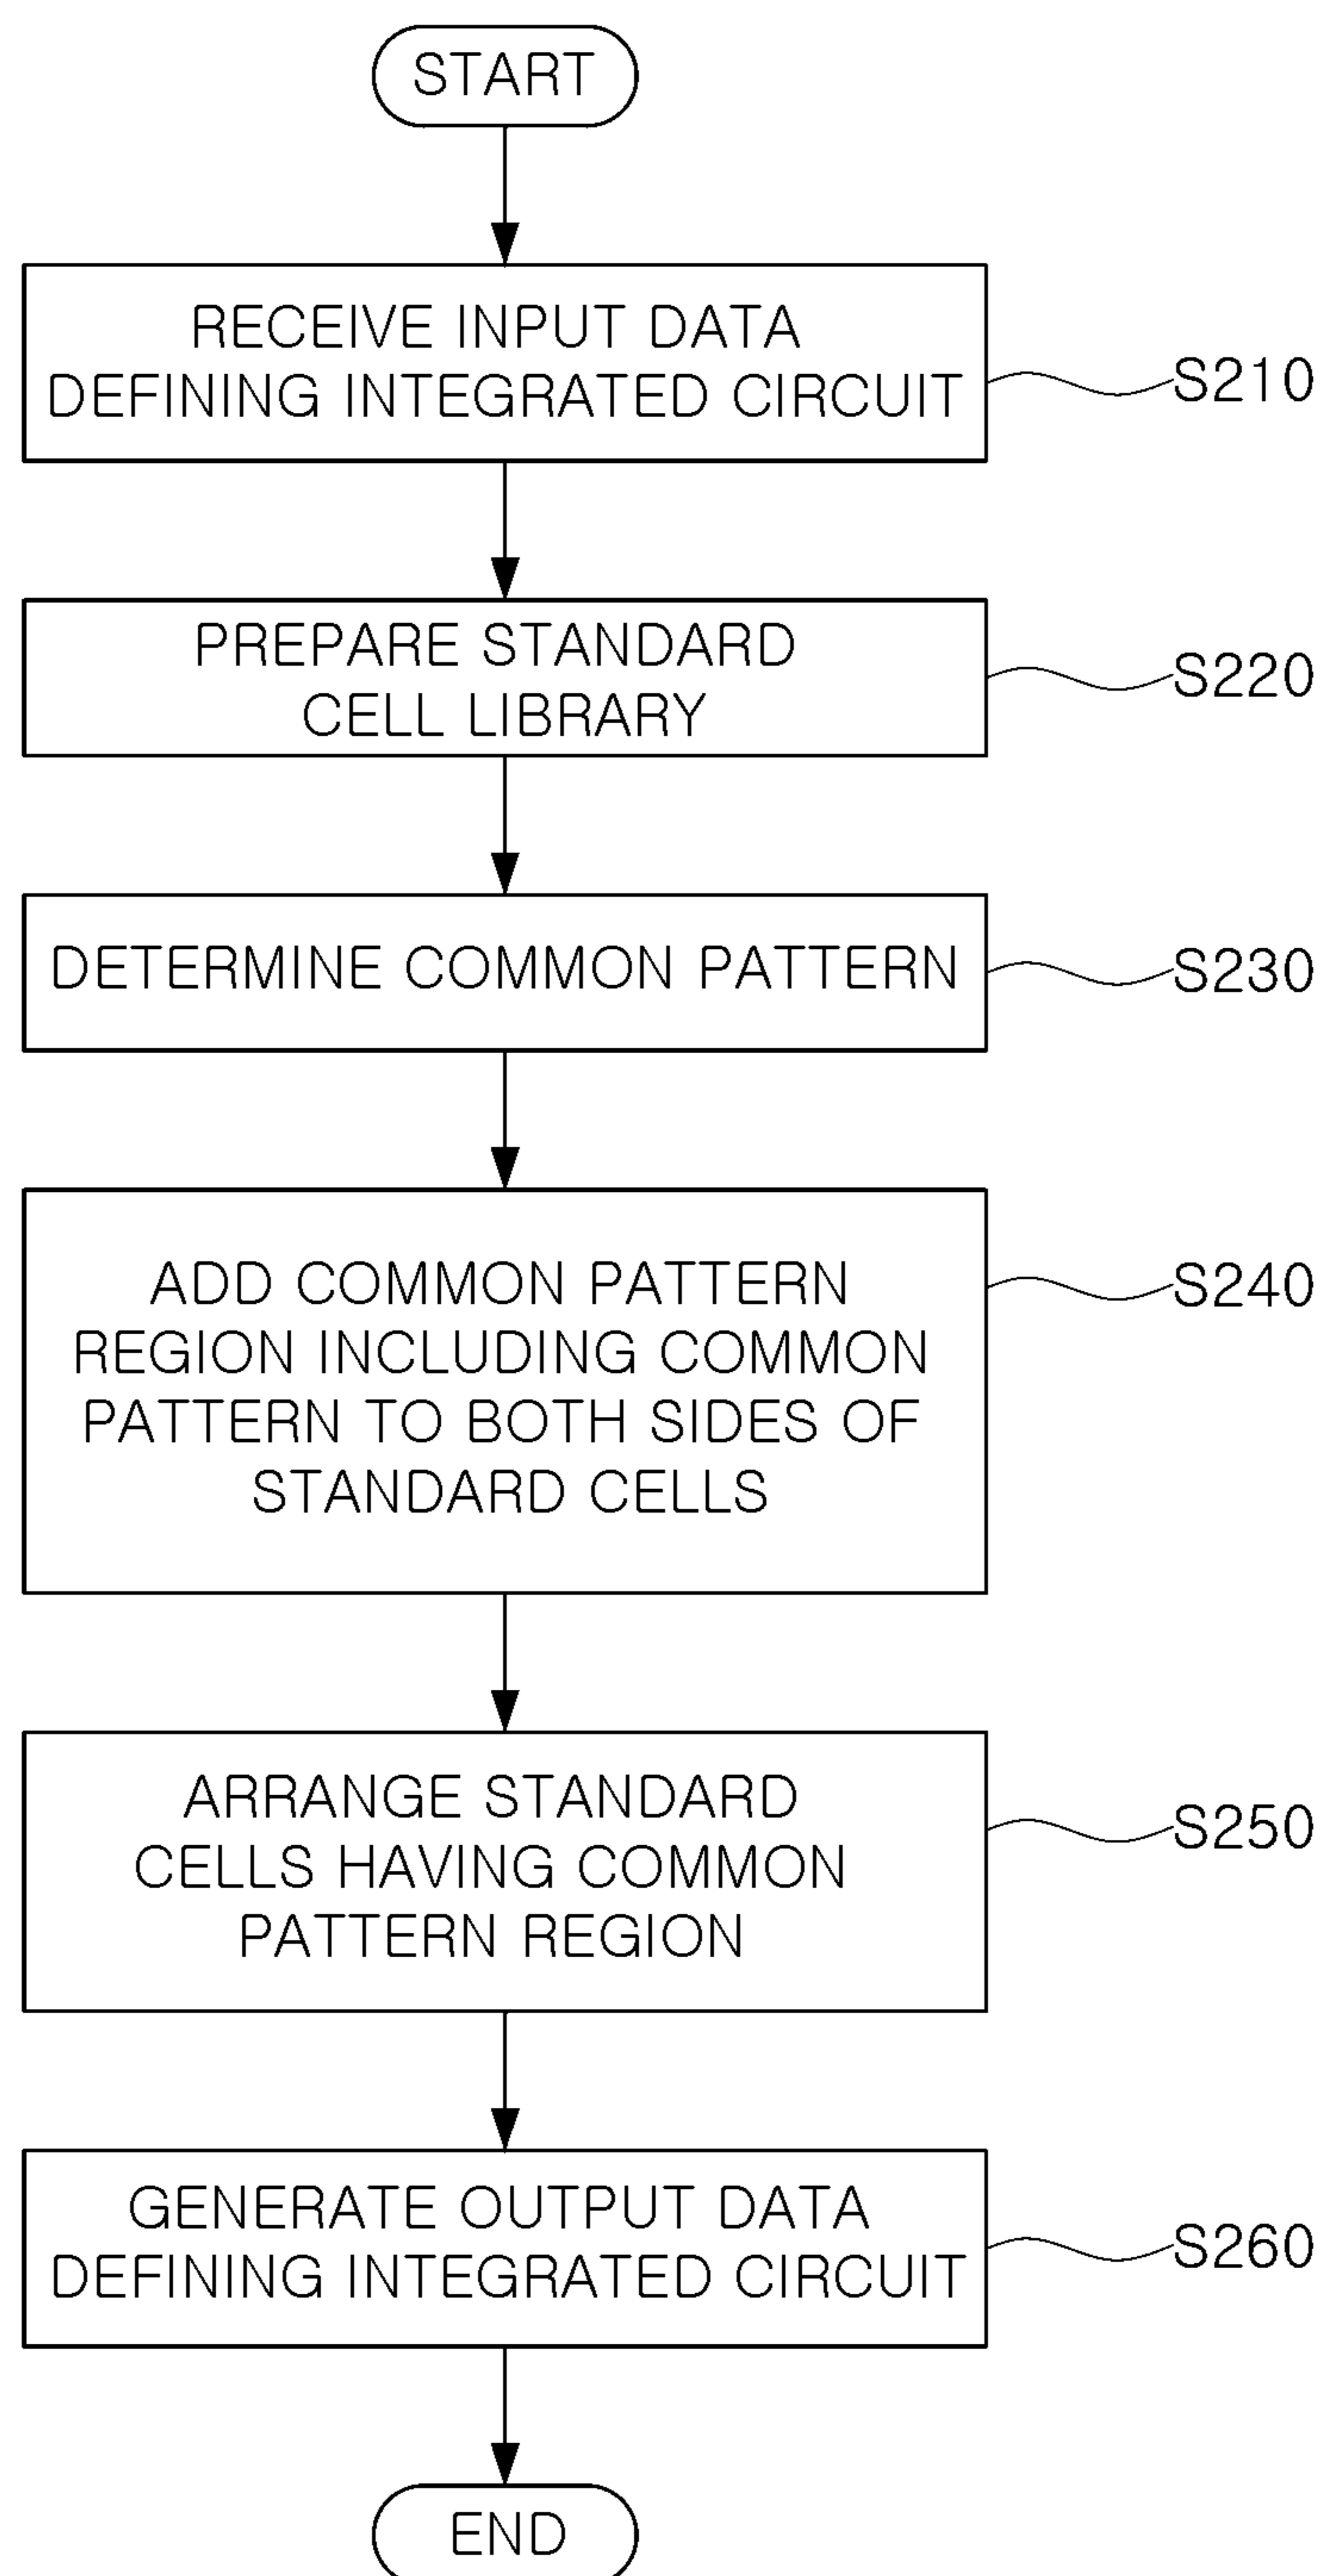 START
RECEIVE INPUT DATA
DEFINING INTEGRATED CIRCUIT
S210
PREPARE STANDARD
CELL LIBRARY
S220
DETERMINE COMMON PATTERN
S230
ADD COMMON PATTERN
REGION INCLUDING COMMON
PATTERN TO BOTH SIDES OF
STANDARD CELLS
S240
ARRANGE STANDARD
CELLS HAVING COMMON
PATTERN REGION
S250
GENERATE OUTPUT DATA
DEFINING INTEGRATED CIRCUIT
S260
END